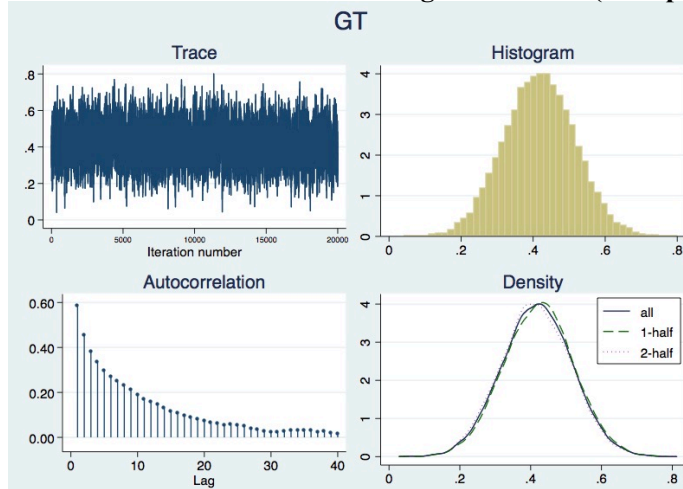 GT
Trace
.8
.6
.4
.2
0
0 5000 10000 15000 20000
Iteration number
Histogram
4
3
2
1
0
0 .2 .4 .6 .8
Autocorrelation
0.60
0.40
0.20
0.00
0 10 20 30 40
Lag
Density
4
3
2
1
0
all
1-half
2-half
0 .2 .4 .6 .8